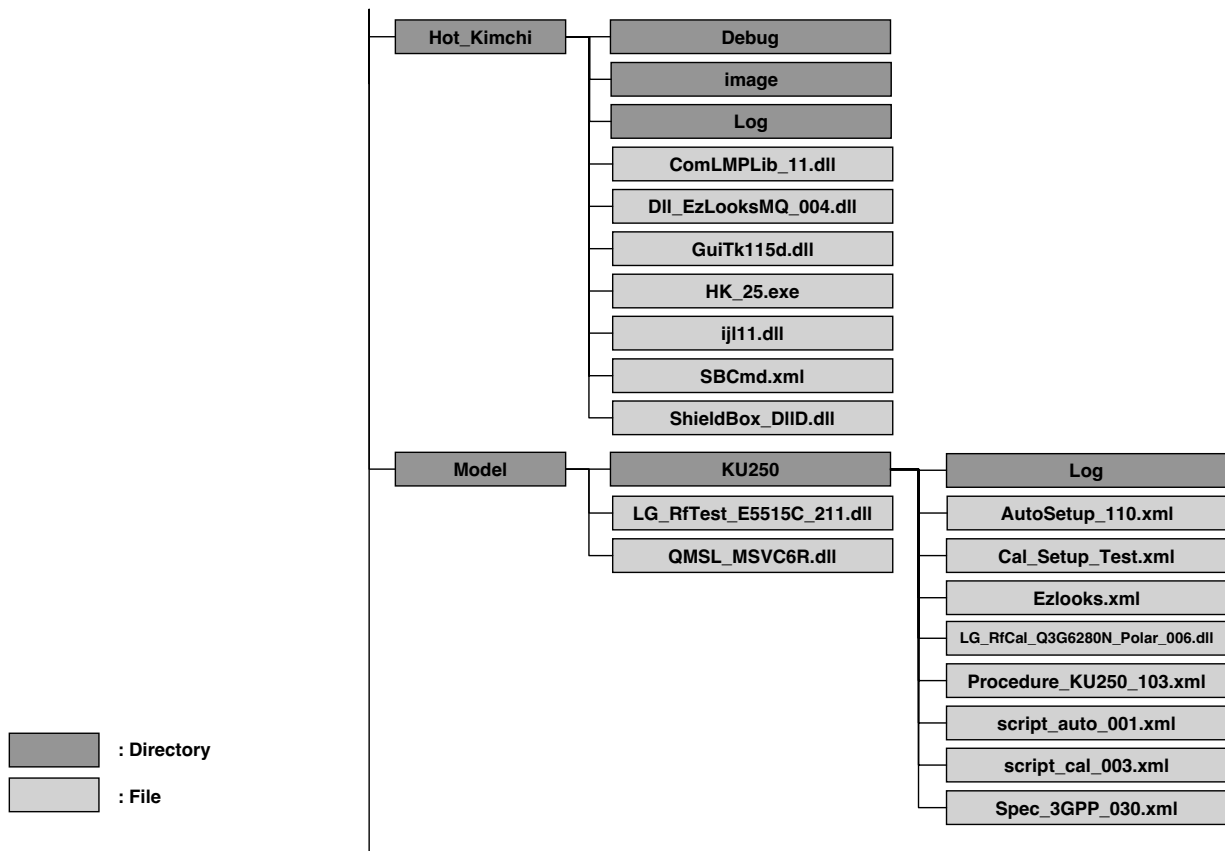 Hot_Kimchi
Debug
image
Log
ComLMPLib_11.dll
Dll_EzLooksMQ_004.dll
GuiTk115d.dll
HK_25.exe
ijl11.dll
SBCmd.xml
ShieldBox_DllD.dll
Model
KU250
LG_RfTest_E5515C_211.dll
QMSL_MSVC6R.dll
Log
AutoSetup_110.xml
Cal_Setup_Test.xml
Ezlooks.xml
LG_RfCal_Q3G6280N_Polar_006.dll
Procedure_KU250_103.xml
script_auto_001.xml
script_cal_003.xml
Spec_3GPP_030.xml
: Directory
: File